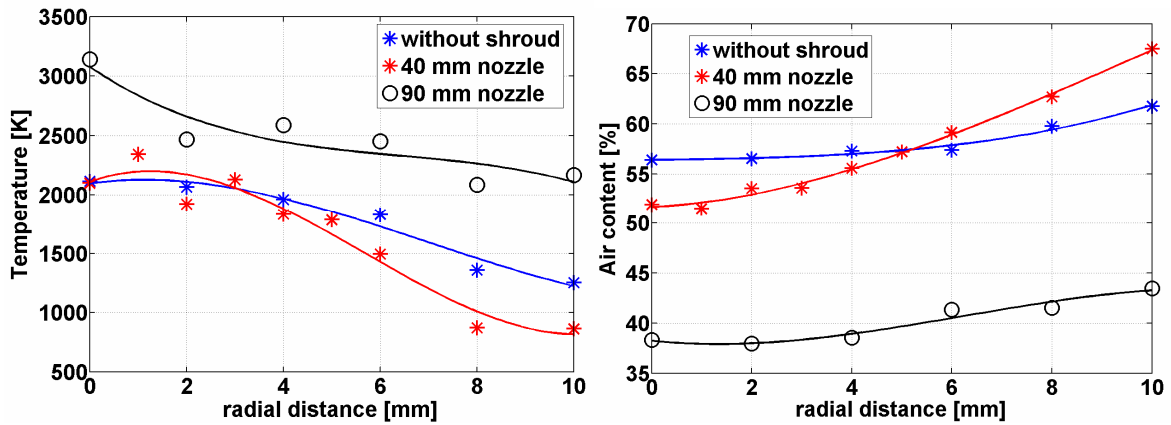 3500
3000
2500
2000
1500
1000
500
0
2
4
6
8
10
Temperature [K]
radial distance [mm]
without shroud
40 mm nozzle
90 mm nozzle
70
65
60
55
50
45
40
35
0
2
4
6
8
10
Air content [%]
radial distance [mm]
without shroud
40 mm nozzle
90 mm nozzle